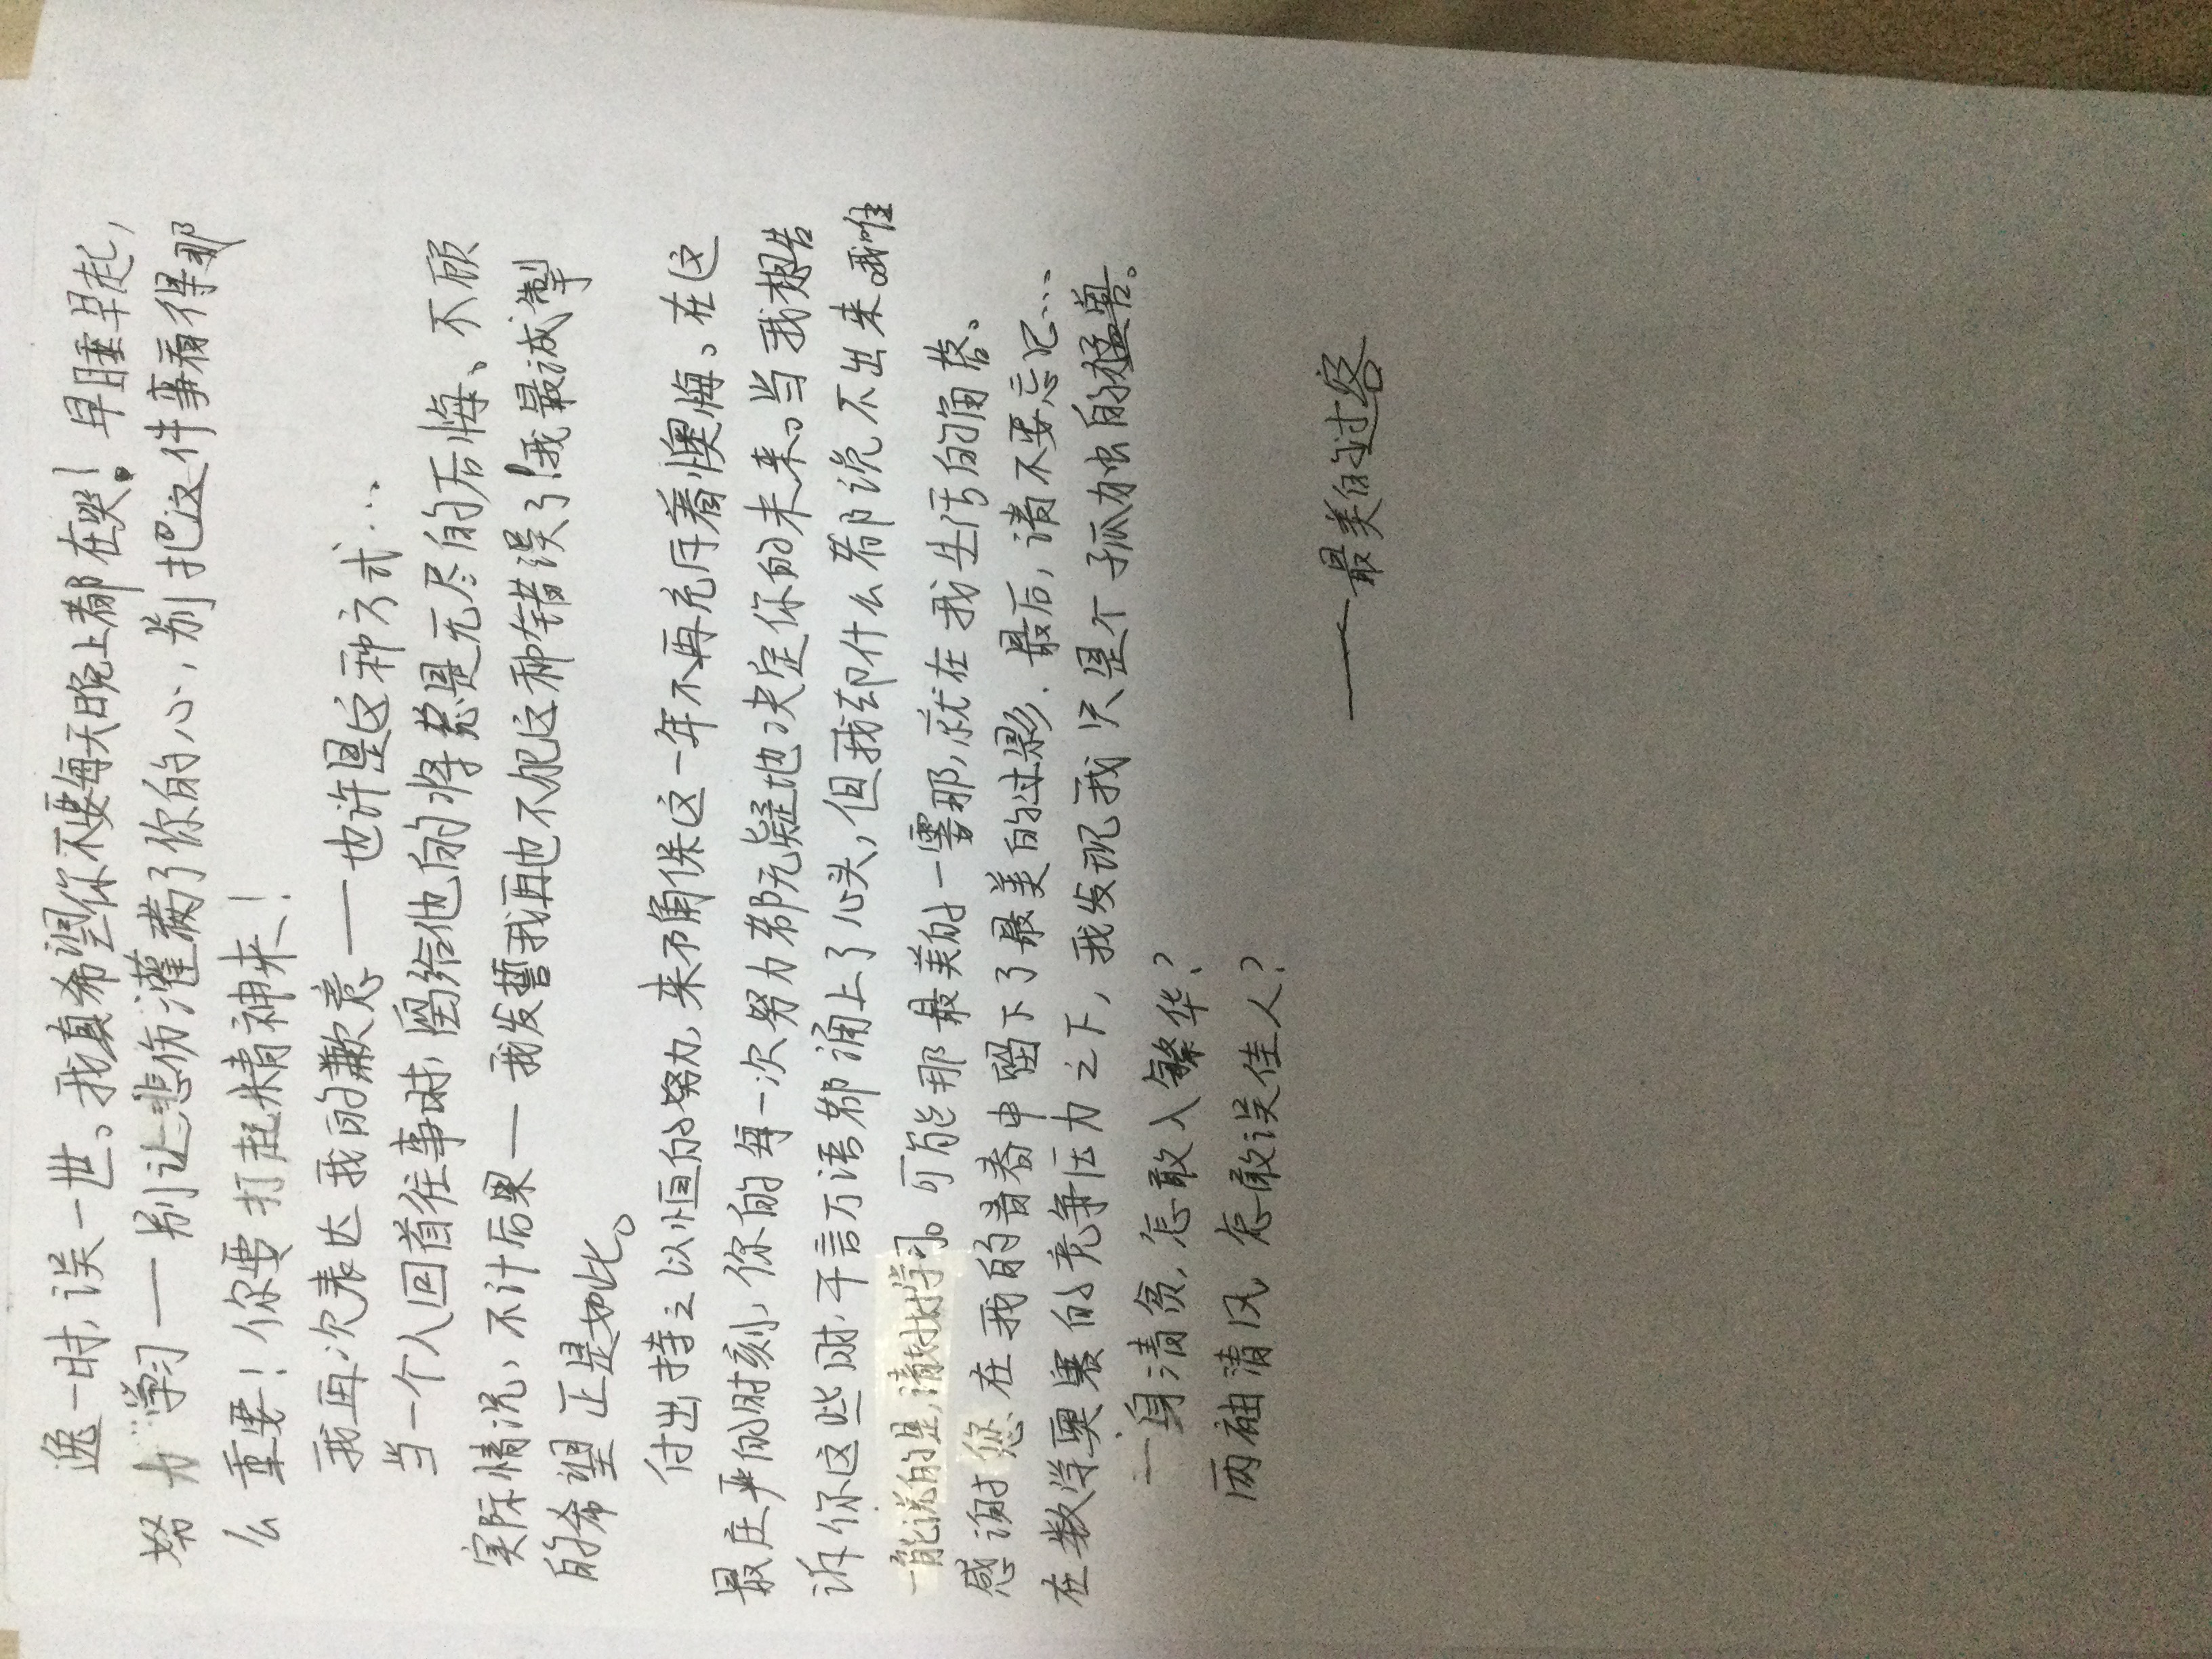 逸一时，误一世。我真希望你不要每天晚上都在哭！早睡早起，
努力学习——别让悲伤灌满了你的心，别把这件事看得那
么重要！你要打起精神来！
我再次表达我的歉意——也许是这种方式…
当一个人回首往事时，留给他的将总是无尽的后悔。不顾
实际情况，不计后果——我发誓我再也不犯这种错误了！我最诚挚
的希望正是如此。
付出持之以恒的努力，来确保这一年不再充斥着懊悔。在这
最庄严的时刻，你的每一次努力都无疑地决定你的未来。当我想告
诉你这些时，千言万语都涌上了心头，但我却什么都说不出来。我唯
一能说的是，请好好学习。可能那最美的一霎那，就在我生活的角落。
感谢您在我的青春中留下了最美的过影．最后，请不要忘记…
在数学奥赛的竞争压力之下，我发现我只是个孤独的猛兽。
一身清贫，怎敢入繁华？
两袖清风，怎敢误佳人？
——最美的过客